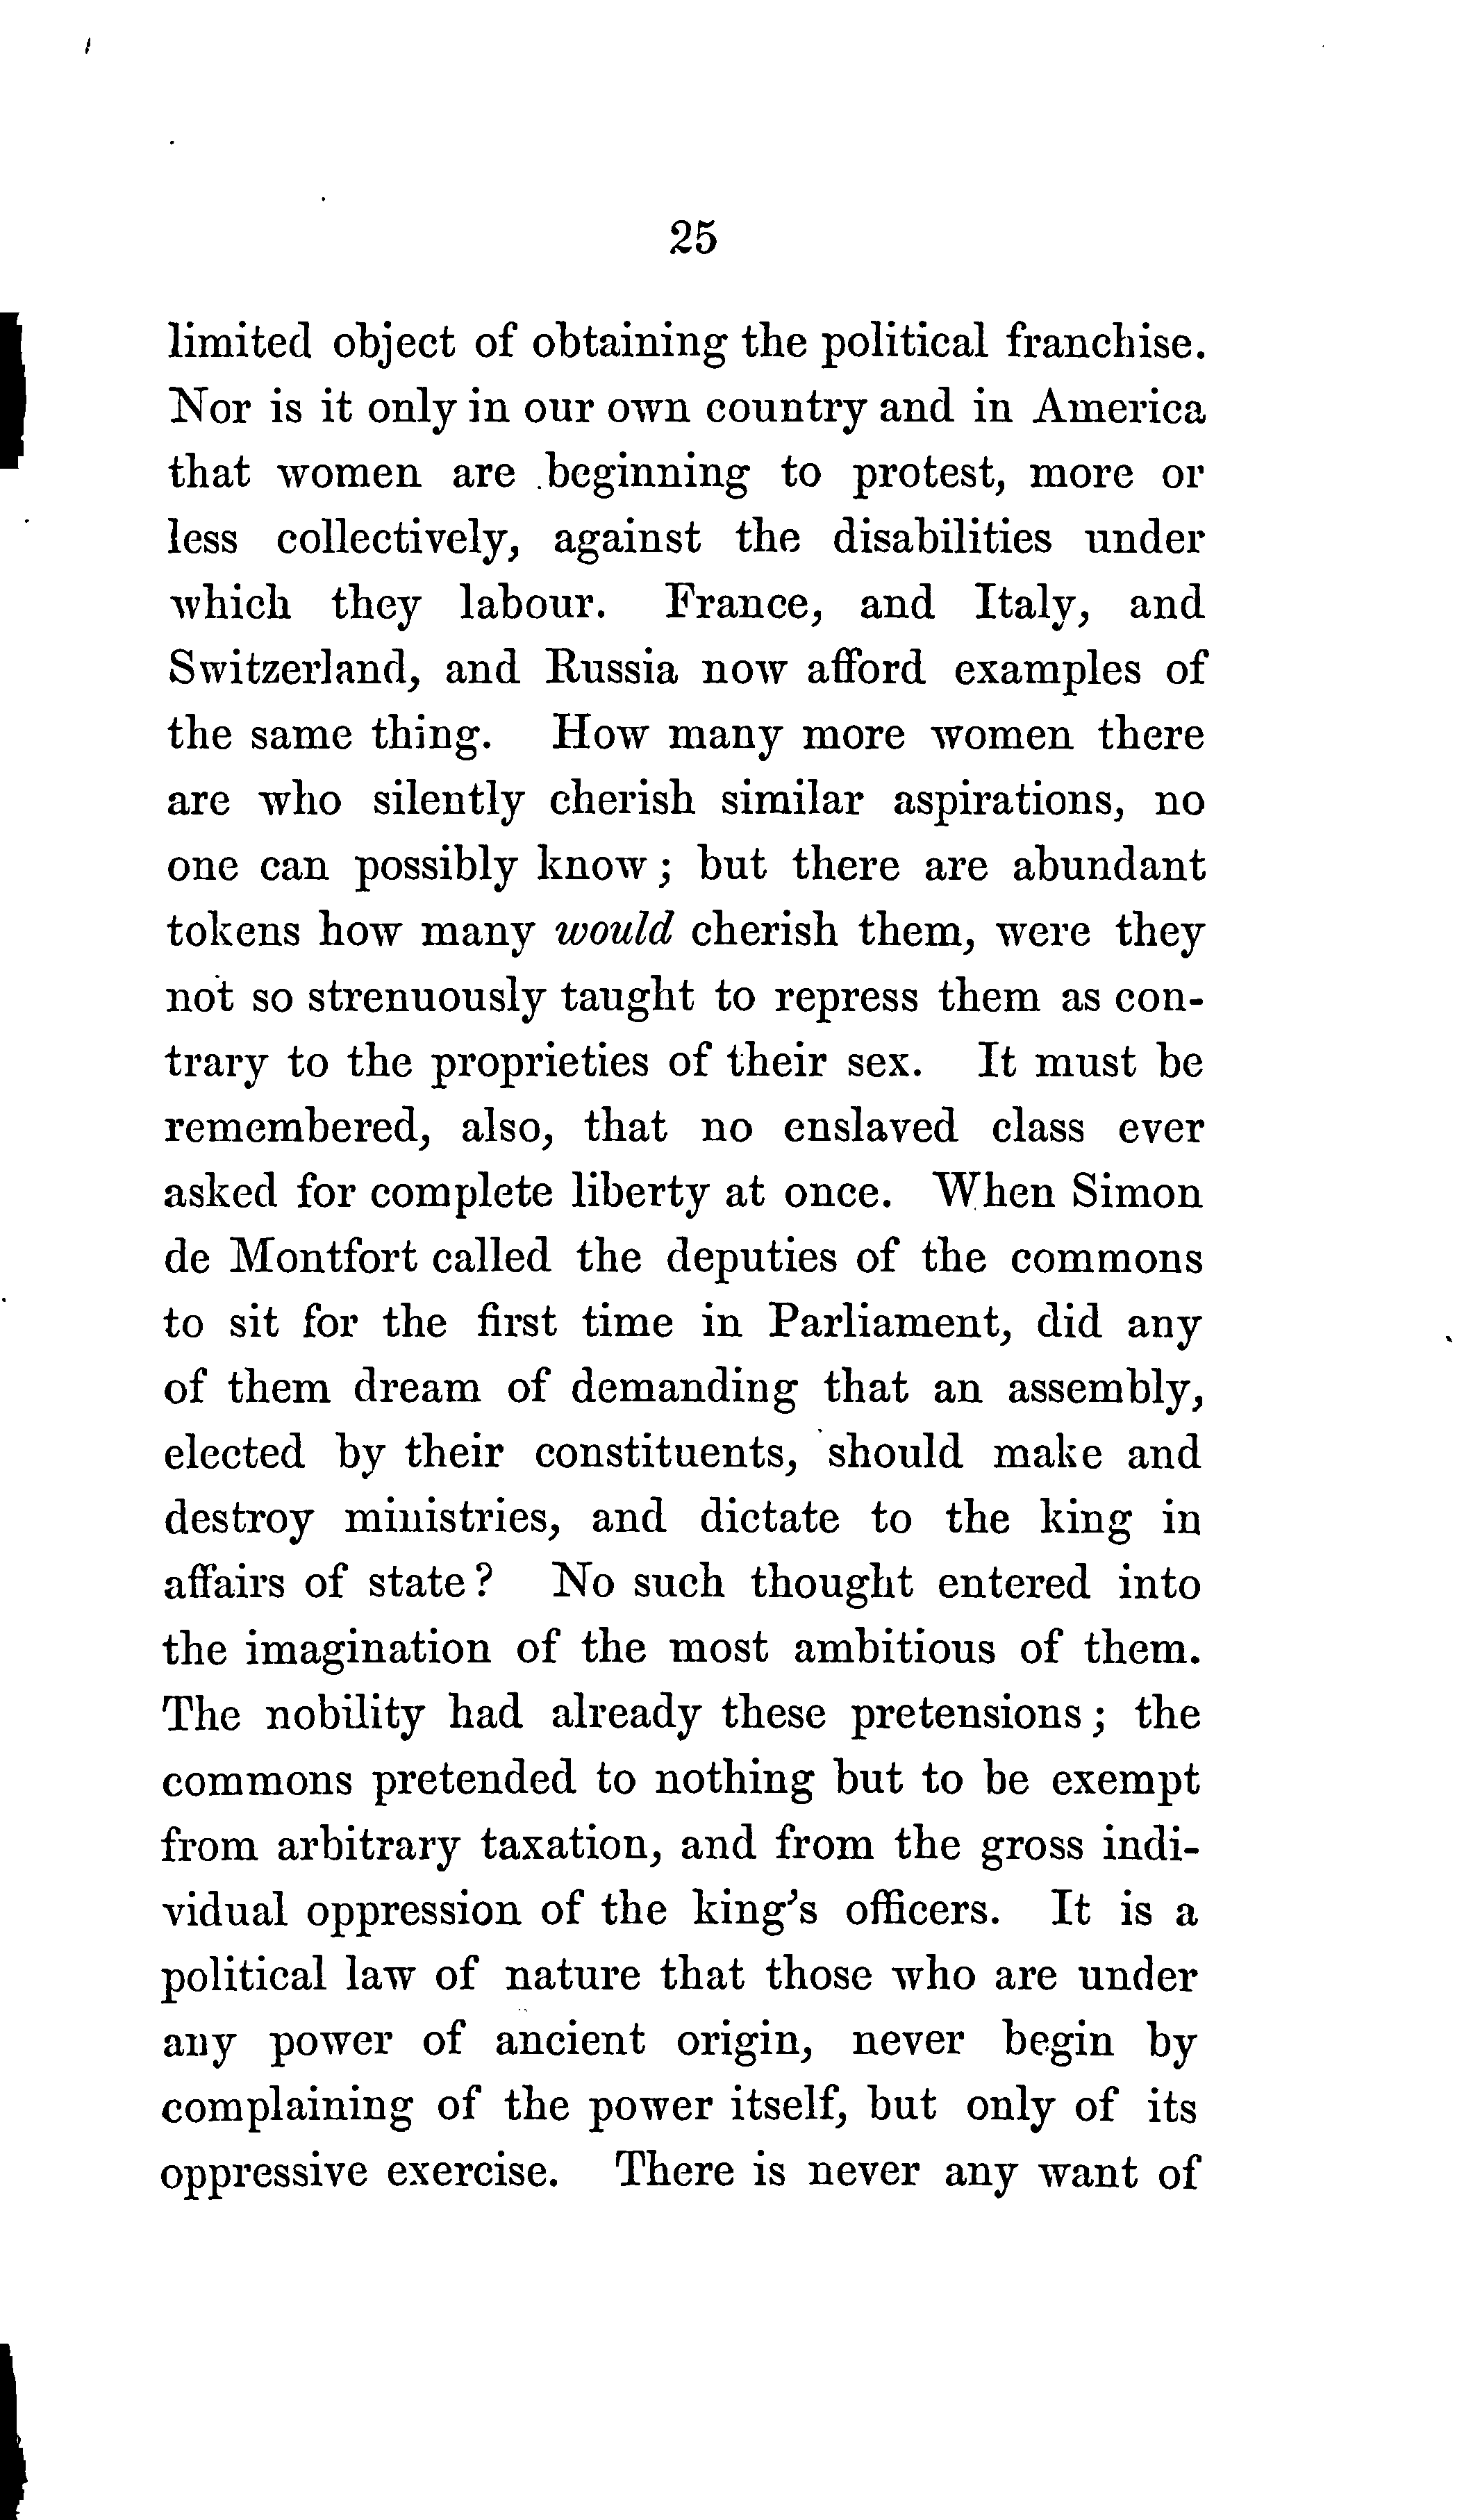 25
limited object of obtaining the political franchise.
Nor is it only in our own country and in America
that women are beginning to protest, more or
less collectively, against the disabilities under
which they labour. France, and Italy, and
Switzerland, and Russia now afford examples of
the same thing. How many more women there
are who silently cherish similar aspirations, no
one can possibly know; but there are abundant
tokens how many would cherish them, were they
not so strenuously taught to repress them as con-
trary to the proprieties of their sex. It must be
remembered, also, that no enslaved class ever
asked for complete liberty at once. When Simon
de Montfort called the deputies of the commons
to sit for the first time in Parliament, did any
of them dream of demanding that an assembly,
elected by their constituents, should make and
destroy ministries, and dictate to the king in
affairs of state? No such thought entered into
the imagination of the most ambitious of them.
The nobility had already these pretensions; the
commons pretended to nothing but to be exempt
from arbitrary taxation, and from the gross indi-
vidual oppression of the king's officers. It is a
political law of nature that those who are under
any power of ancient origin, never begin by
complaining of the power itself, but only of its
oppressive exercise. There is never any want of